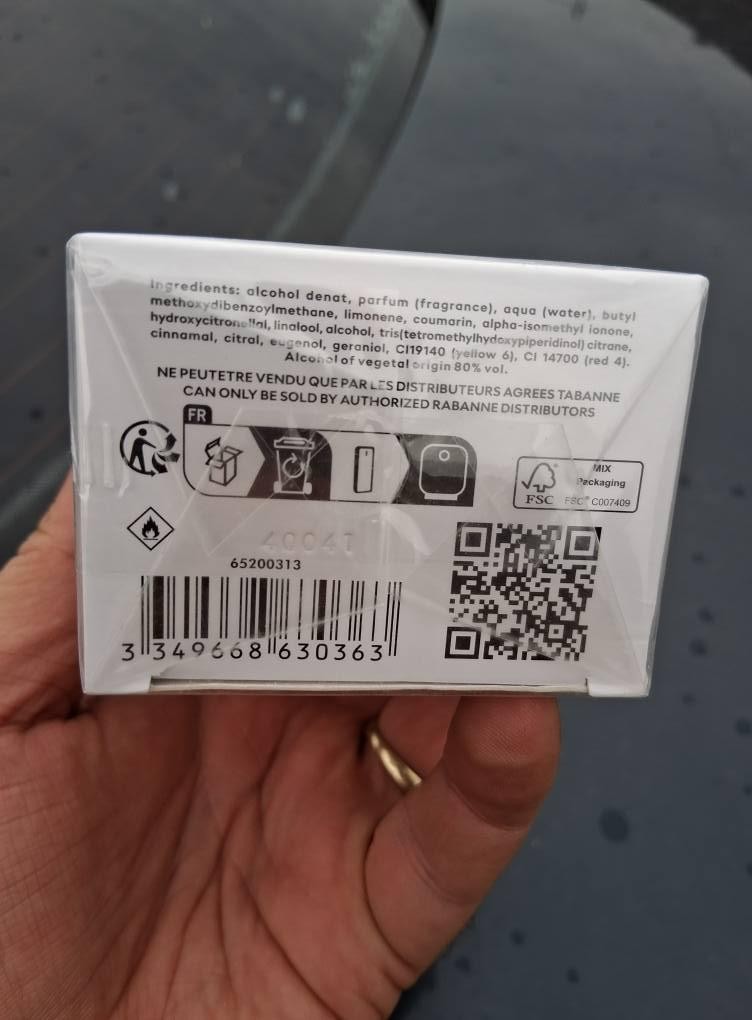 Ingredients: alcohol denat, parfum (fragrance), aqua (water), butyl
methoxydibenzoylmethane, limonene, coumarin, alpha-isomethyl ionone,
hydroxycitronellal, linalool, alcohol, tris(tetromethylhydoxypiperidinol) citrane,
cinnamal, citral, eugenol, geraniol, CI19140 (yellow 6), CI 14700 (red 4).
Alcohol of vegetal origin 80% vol.
NE PEUTETRE VENDU QUE PAR LES DISTRIBUTEURS AGREES TABANNE
CAN ONLY BE SOLD BY AUTHORIZED RABANNE DISTRIBUTORS
FR
MIX
Packaging
FSC FSC® C007409
40041
65200313
3 349668 630363